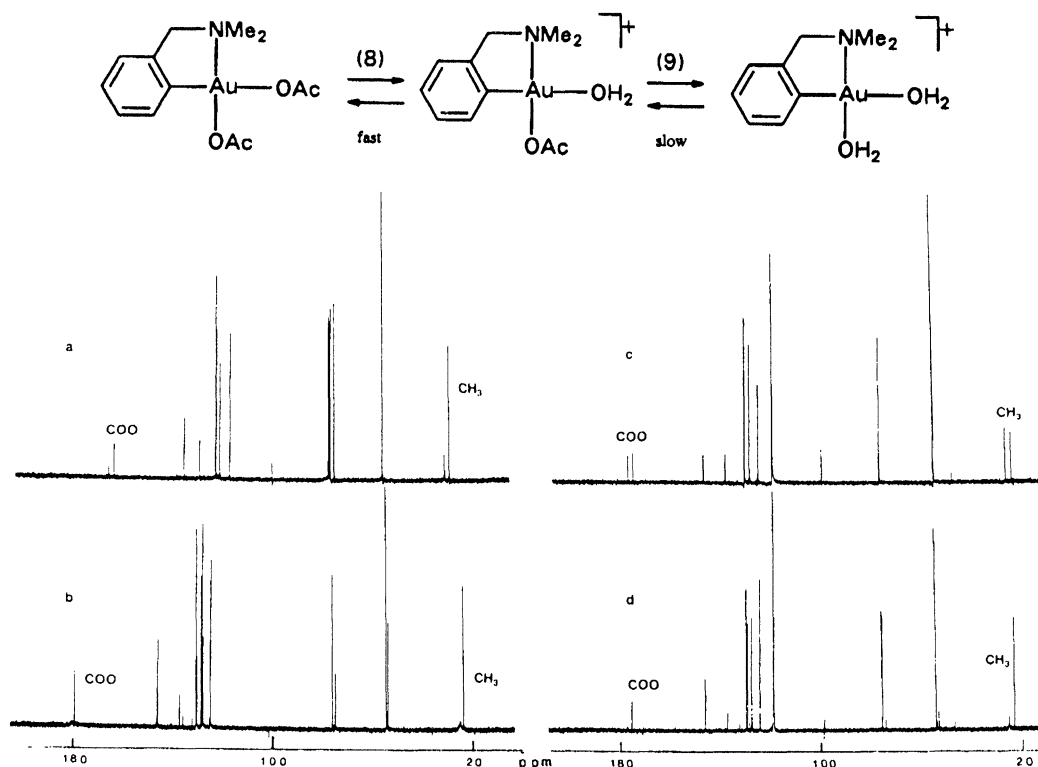 NMe₂
Au
OAc
OAc
(8)
fast
NMe₂
]+
Au
OH₂
OAc
(9)
slow
NMe₂
]+
Au
OH₂
OH₂
a
COO
CH₃
c
COO
CH₃
b
COO
CH₃
d
COO
CH₃
180
100
20
ppm
180
100
20